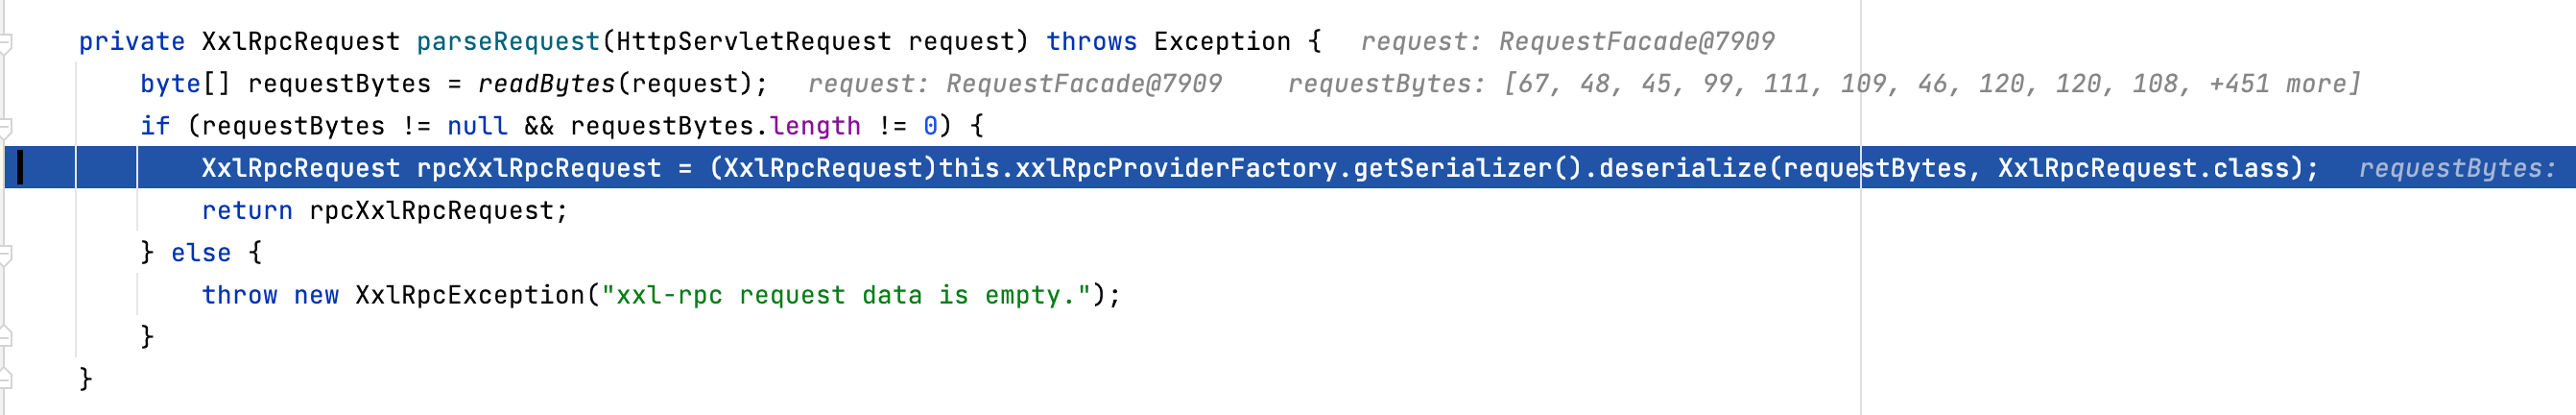 private XxlRpcRequest parseRequest(HttpServletRequest request) throws Exception {   request: RequestFacade@7909
    byte[] requestBytes = readBytes(request);   request: RequestFacade@7909    requestBytes: [67, 48, 45, 99, 111, 109, 46, 120, 120, 108, +451 more]
    if (requestBytes != null && requestBytes.length != 0) {
        XxlRpcRequest rpcXxlRpcRequest = (XxlRpcRequest)this.xxlRpcProviderFactory.getSerializer().deserialize(requestBytes, XxlRpcRequest.class);   requestBytes:
        return rpcXxlRpcRequest;
    } else {
        throw new XxlRpcException("xxl-rpc request data is empty.");
    }
}